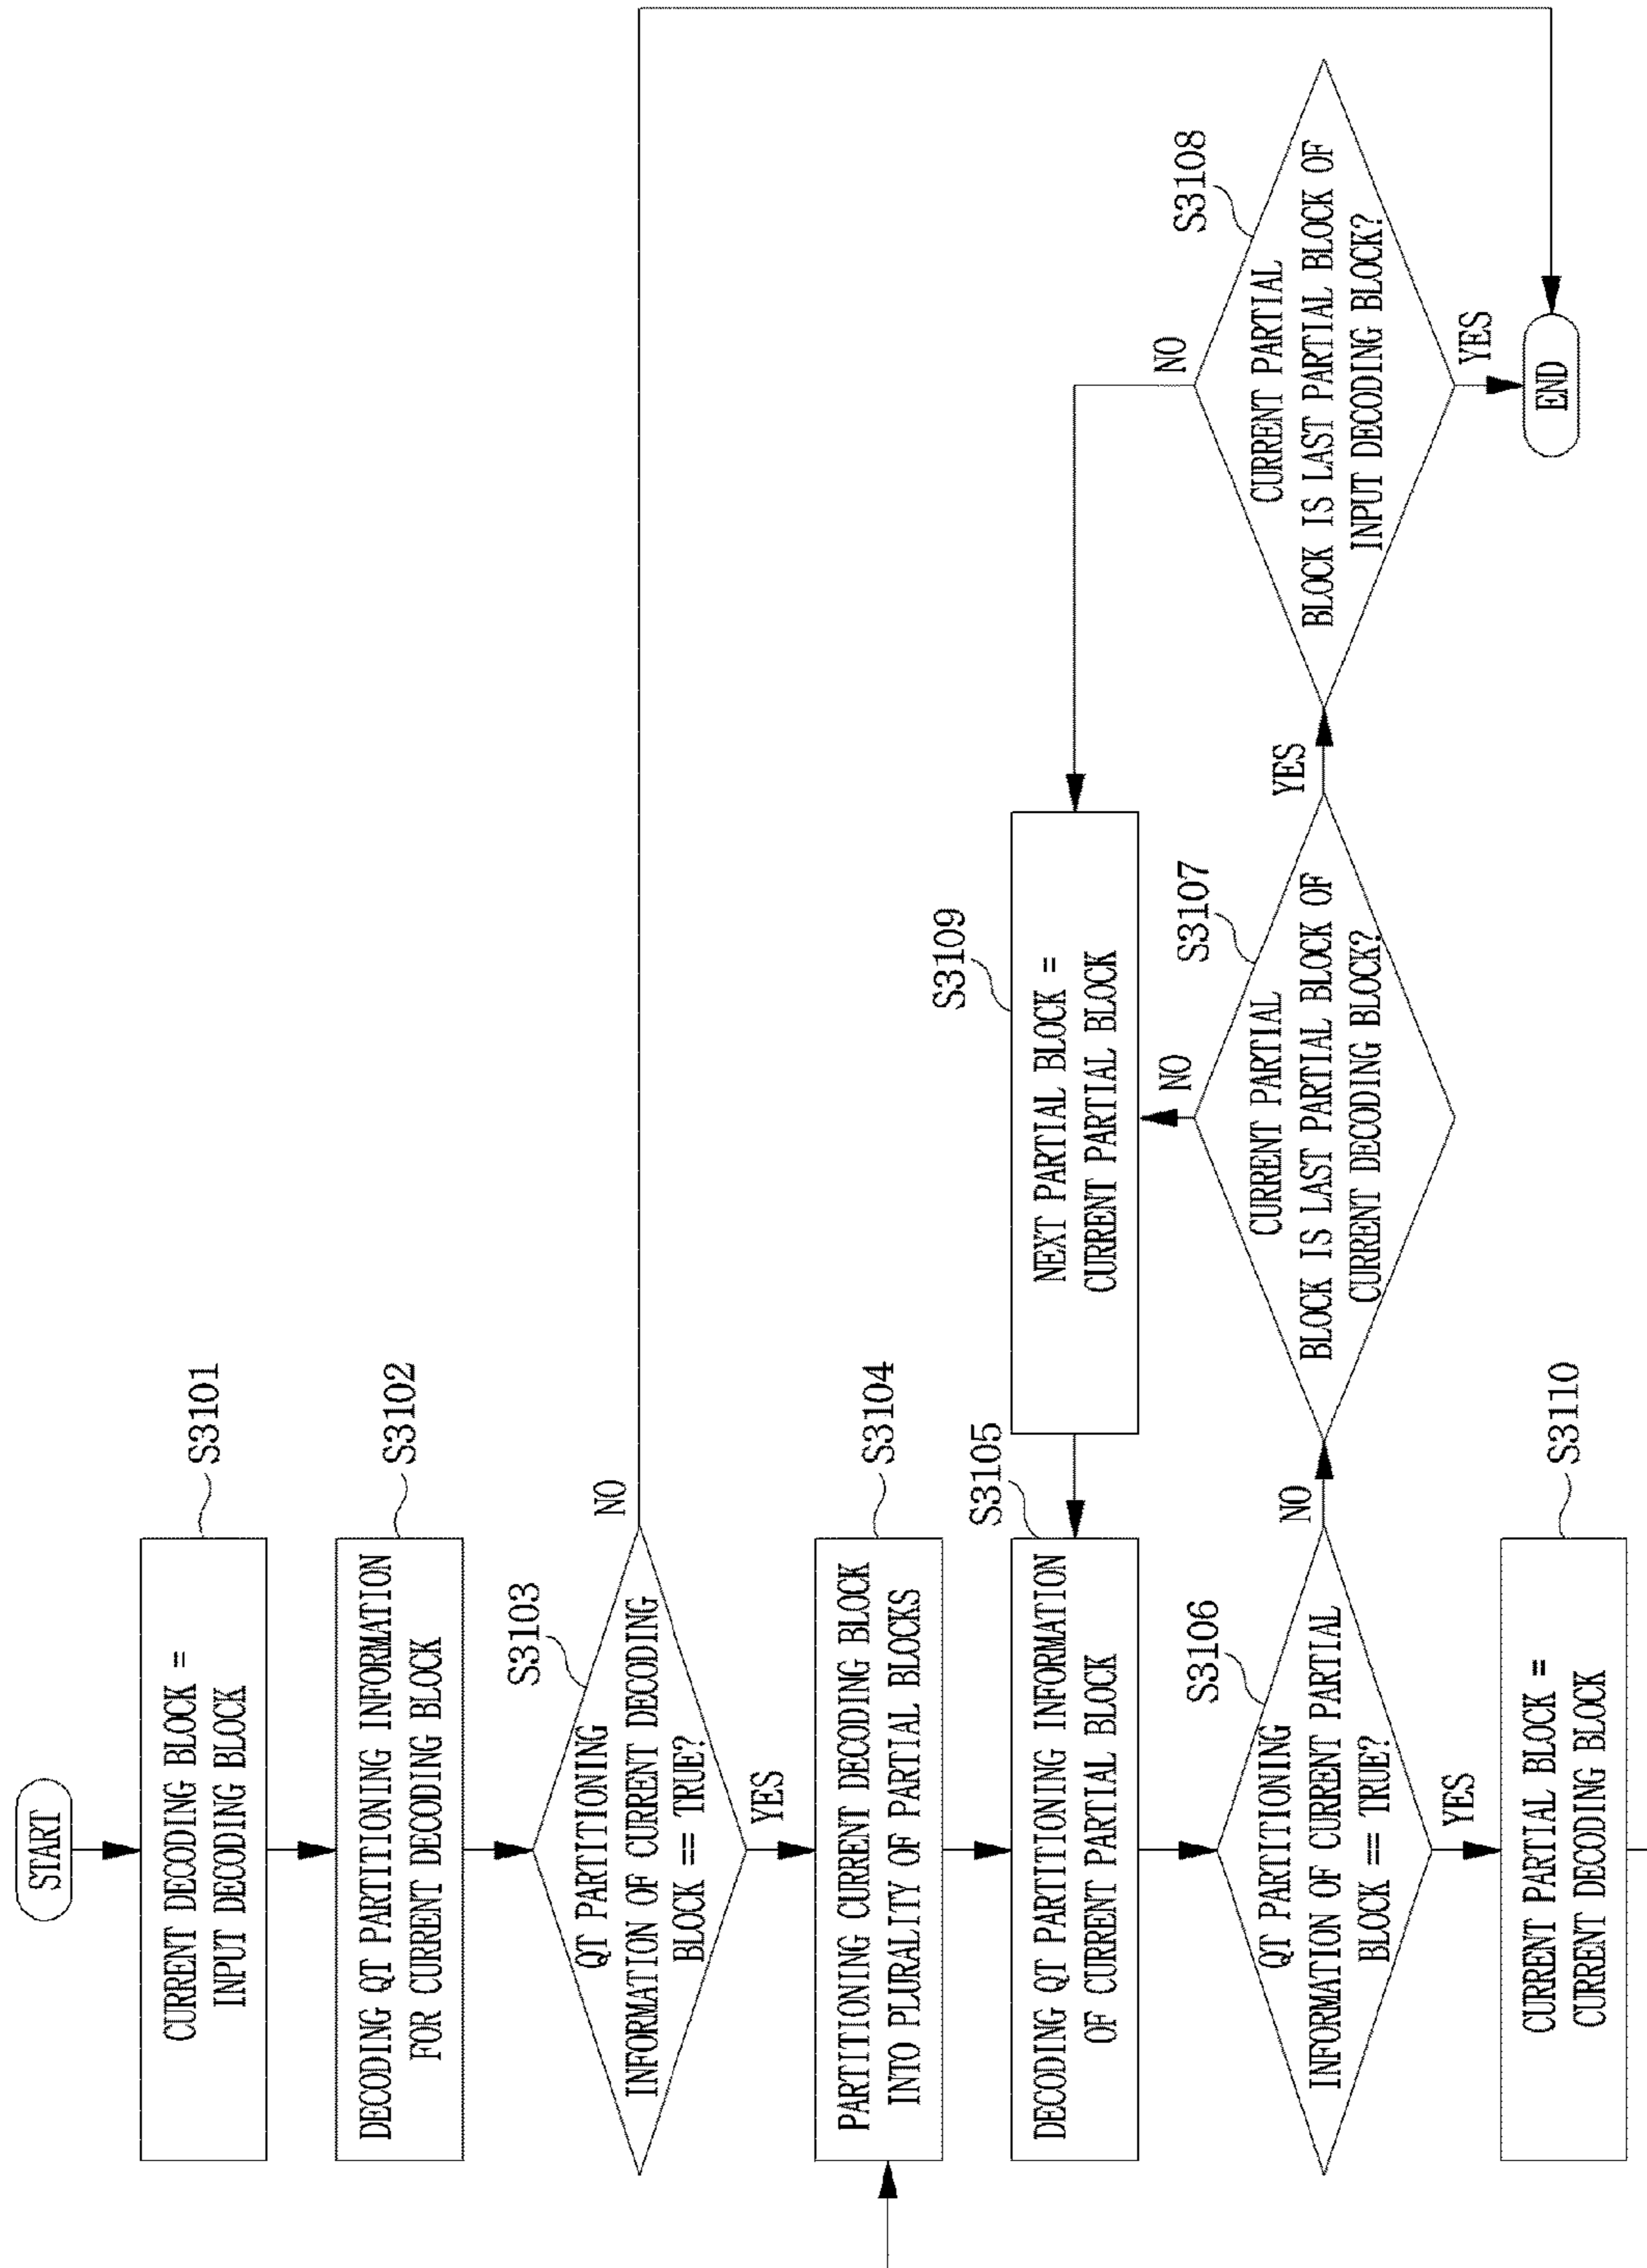 START
CURRENT DECODING BLOCK =
INPUT DECODING BLOCK
S3101
DECODING QT PARTITIONING INFORMATION
FOR CURRENT DECODING BLOCK
S3102
QT PARTITIONING
INFORMATION OF CURRENT DECODING
BLOCK == TRUE?
S3103
NO
YES
PARTITIONING CURRENT DECODING BLOCK
INTO PLURALITY OF PARTIAL BLOCKS
S3104
DECODING QT PARTITION INFORMATION
OF CURRENT PARTIAL BLOCK
S3105
QT PARTITIONING
INFORMATION OF CURRENT PARTIAL
BLOCK == TRUE?
S3106
NO
YES
CURRENT PARTIAL BLOCK =
CURRENT DECODING BLOCK
S3110
NEXT PARTIAL BLOCK =
CURRENT PARTIAL BLOCK
S3109
NO
CURRENT PARTIAL
BLOCK IS LAST PARTIAL BLOCK OF
CURRENT DECODING BLOCK?
S3107
YES
NO
CURRENT PARTIAL
BLOCK IS LAST PARTIAL BLOCK OF
INPUT DECODING BLOCK?
S3108
YES
END